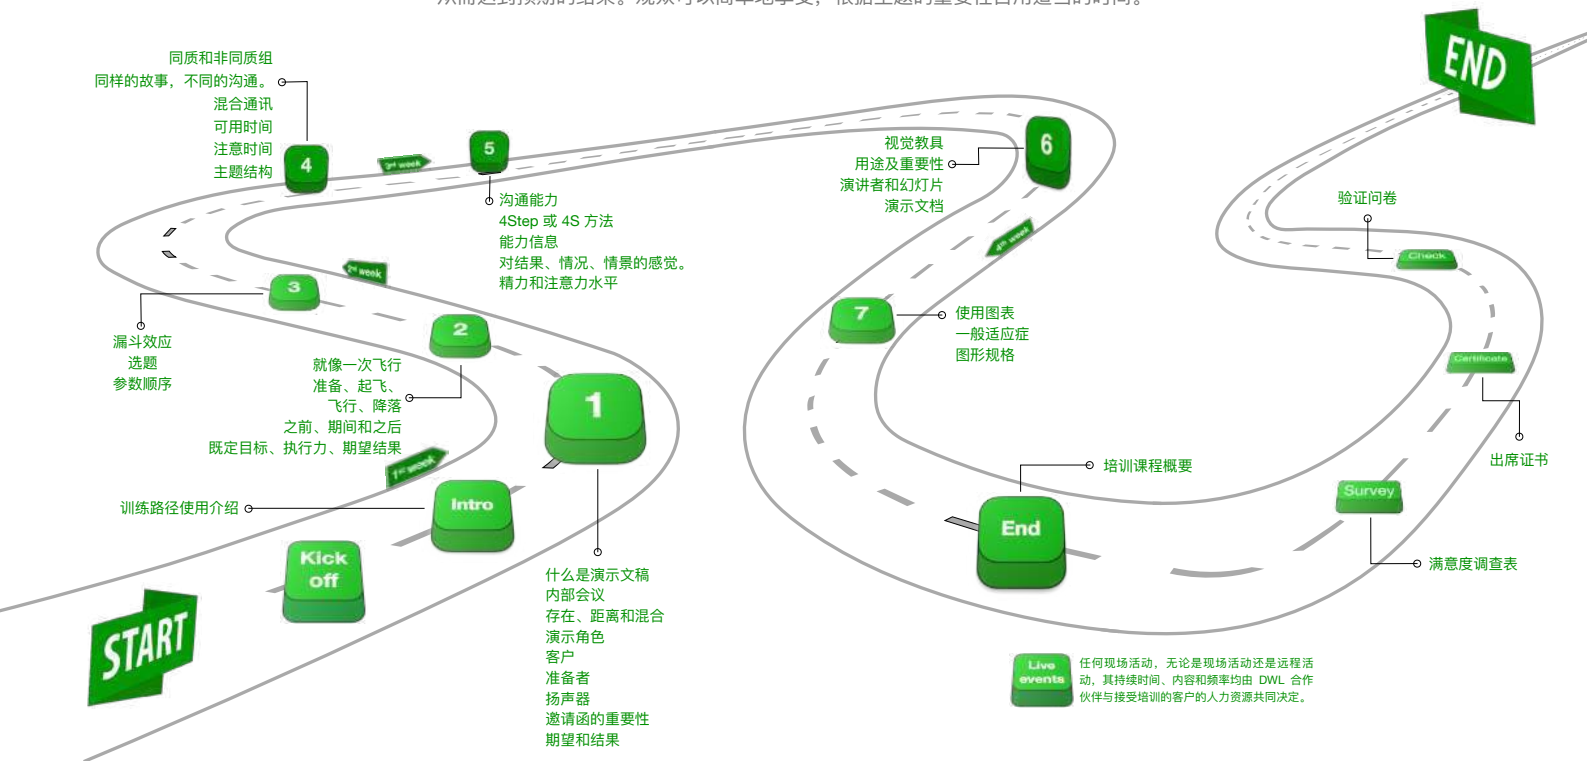 同质和非同质组
同样的故事，不同的沟通。
混合通讯
可用时间
注意时间
主题结构
4
3rd week
5
沟通能力
4Step 或 4S 方法
能力信息
对结果、情况、情景的感觉。
精力和注意力水平
3
漏斗效应
选题
参数顺序
2nd week
2
就像一次飞行
准备、起飞、
飞行、降落
之前、期间和之后
既定目标、执行力、期望结果
1st week
1
什么是演示文稿
内部会议
存在、距离和混合
演示角色
客户
准备者
扬声器
邀请函的重要性
期望和结果
训练路径使用介绍
Intro
Kick
off
START
视觉教具
用途及重要性
演讲者和幻灯片
演示文档
6
4th week
7
使用图表
一般适应症
图形规格
End
培训课程概要
END
验证问卷
Check
Certificate
出席证书
Survey
满意度调查表
Live
events
任何现场活动，无论是现场活动还是远程活
动，其持续时间、内容和频率均由 DWL 合作
伙伴与接受培训的客户的人力资源共同决定。